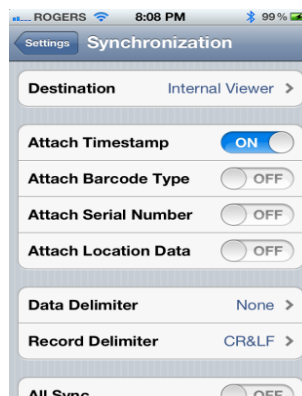 ROGERS 8:08 PM 99%
Settings Synchronization
Destination Internal Viewer
Attach Timestamp ON
Attach Barcode Type OFF
Attach Serial Number OFF
Attach Location Data OFF
Data Delimiter None
Record Delimiter CR&LF
All Sync OFF